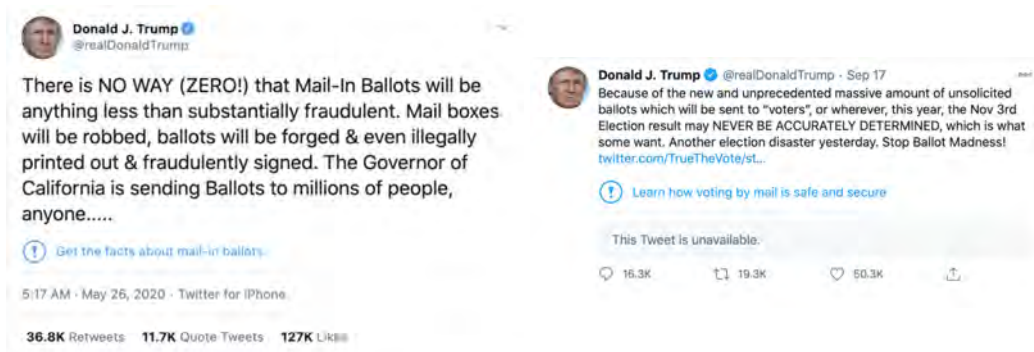 Donald J. Trump
@realDonaldTrump
There is NO WAY (ZERO!) that Mail-In Ballots will be
anything less than substantially fraudulent. Mail boxes
will be robbed, ballots will be forged & even illegally
printed out & fraudulently signed. The Governor of
California is sending Ballots to millions of people,
anyone.....
Get the facts about mail-in ballots
5:17 AM · May 26, 2020 · Twitter for iPhone
36.8K Retweets 11.7K Quote Tweets 127K Likes
Donald J. Trump @realDonaldTrump · Sep 17
Because of the new and unprecedented massive amount of unsolicited
ballots which will be sent to "voters", or wherever, this year, the Nov 3rd
Election result may NEVER BE ACCURATELY DETERMINED, which is what
some want. Another election disaster yesterday. Stop Ballot Madness!
twitter.com/TrueTheVote/st...
Learn how voting by mail is safe and secure
This Tweet is unavailable.
16.3K 19.3K 50.3K